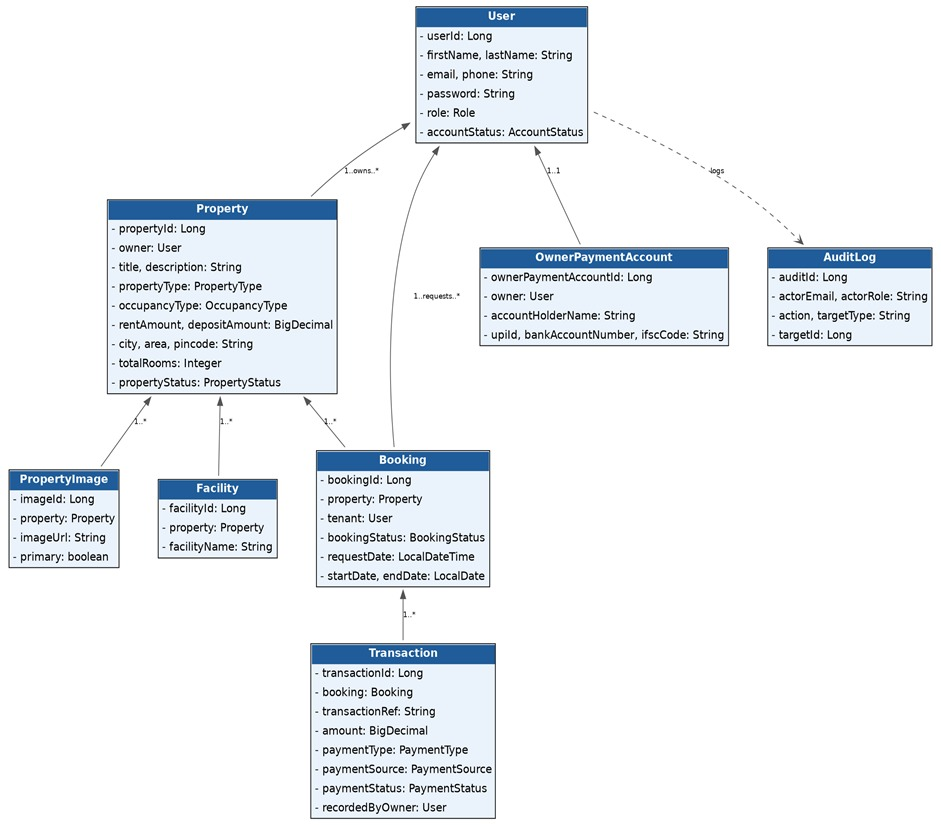 User
- userId: Long
- firstName, lastName: String
- email, phone: String
- password: String
- role: Role
- accountStatus: AccountStatus
1..owns..*
logs
1..1
Property
- propertyId: Long
- owner: User
- title, description: String
- propertyType: PropertyType
- occupancyType: OccupancyType
- rentAmount, depositAmount: BigDecimal
- city, area, pincode: String
- totalRooms: Integer
- propertyStatus: PropertyStatus
1..requests..*
OwnerPaymentAccount
- ownerPaymentAccountId: Long
- owner: User
- accountHolderName: String
- upiId, bankAccountNumber, ifscCode: String
AuditLog
- auditId: Long
- actorEmail, actorRole: String
- action, targetType: String
- targetId: Long
1..*
1..*
1..*
PropertyImage
- imageId: Long
- property: Property
- imageUrl: String
- primary: boolean
Facility
- facilityId: Long
- property: Property
- facilityName: String
Booking
- bookingId: Long
- property: Property
- tenant: User
- bookingStatus: BookingStatus
- requestDate: LocalDateTime
- startDate, endDate: LocalDate
1..*
Transaction
- transactionId: Long
- booking: Booking
- transactionRef: String
- amount: BigDecimal
- paymentType: PaymentType
- paymentSource: PaymentSource
- paymentStatus: PaymentStatus
- recordedByOwner: User